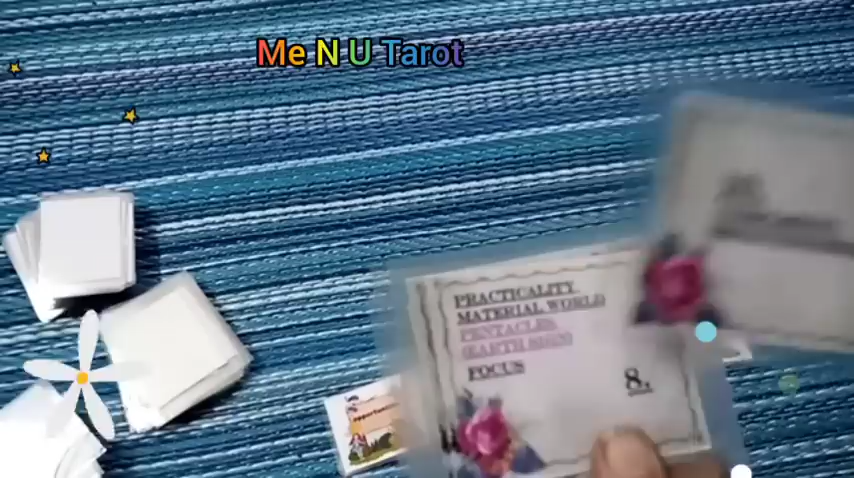 Me N U Tarot
PRACTICALITY
MATERIAL WORLD
PENTACLES
(EARTH SIGN)
FOCUS
8.